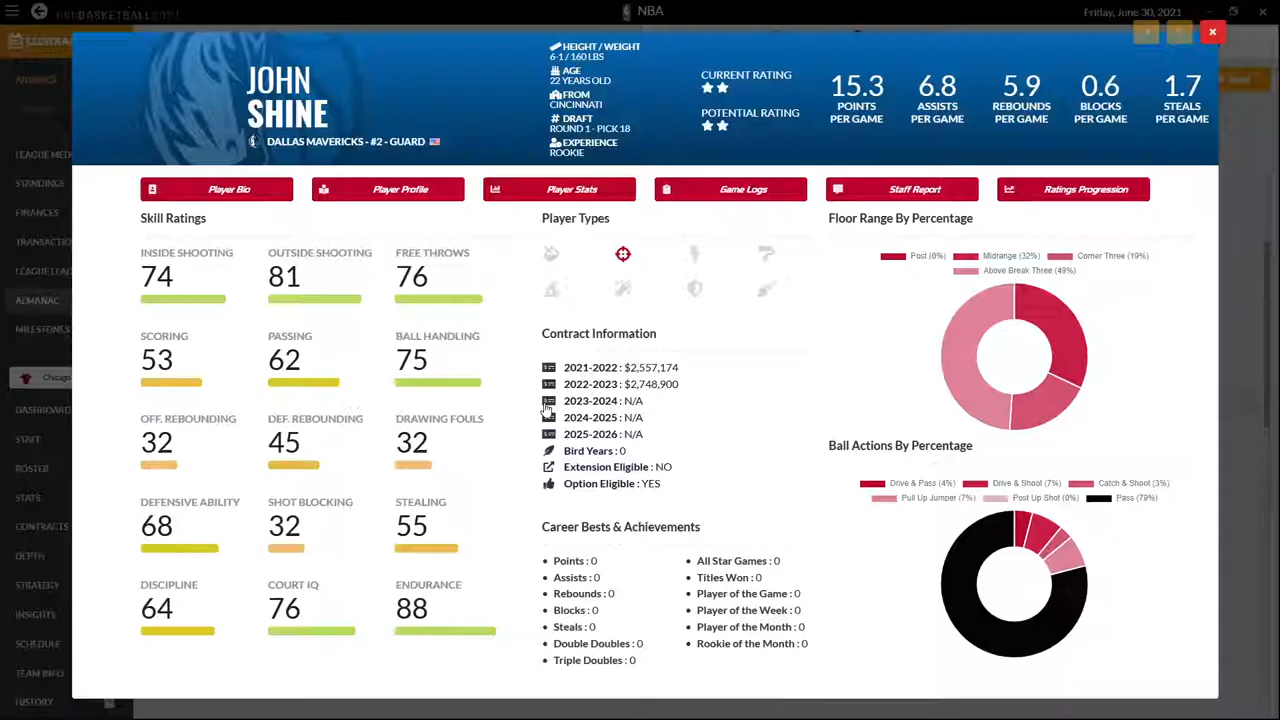 NBA
Friday, June 30, 2021
JOHN
SHINE
DALLAS MAVERICKS - #2 - GUARD
HEIGHT / WEIGHT
6-1 / 160 LBS
AGE
22 YEARS OLD
FROM
CINCINNATI
DRAFT
ROUND 1 - PICK 18
EXPERIENCE
ROOKIE
CURRENT RATING
POTENTIAL RATING
15.3 6.8 5.9 0.6 1.7
POINTS ASSISTS REBOUNDS BLOCKS STEALS
PER GAME PER GAME PER GAME PER GAME PER GAME
Player Bio Player Profile Player Stats Game Logs Staff Report Ratings Progression
Skill Ratings
INSIDE SHOOTING OUTSIDE SHOOTING FREE THROWS
74 81 76
SCORING PASSING BALL HANDLING
53 62 75
OFF. REBOUNDING DEF. REBOUNDING DRAWING FOULS
32 45 32
DEFENSIVE ABILITY SHOT BLOCKING STEALING
68 32 55
DISCIPLINE COURT IQ ENDURANCE
64 76 88
Player Types
Contract Information
2021-2022 : $2,557,174
2022-2023 : $2,748,900
2023-2024 : N/A
2024-2025 : N/A
2025-2026 : N/A
Bird Years : 0
Extension Eligible : NO
Option Eligible : YES
Career Bests & Achievements
Points : 0
Assists : 0
Rebounds : 0
Blocks : 0
Steals : 0
Double Doubles : 0
Triple Doubles : 0
All Star Games : 0
Titles Won : 0
Player of the Game : 0
Player of the Week : 0
Player of the Month : 0
Rookie of the Month : 0
Floor Range By Percentage
Post (0%) Midrange (32%) Corner Three (19%)
Above Break Three (49%)
Ball Actions By Percentage
Drive & Pass (4%) Drive & Shoot (7%) Catch & Shoot (3%)
Pull Up Jumper (7%) Post Up Shot (0%) Pass (79%)
LEAGUE MED
STANDINGS
FINANCES
TRANSACTIO
LEAGUE LEA
ALMANAC
MILESTONES
Chicago
DASHBOARD
STAFF
ROSTER
STATS
CONTRACTS
DEPTH
STRATEGY
INSIGHTS
SCHEDULE
TEAM INFO
HISTORY